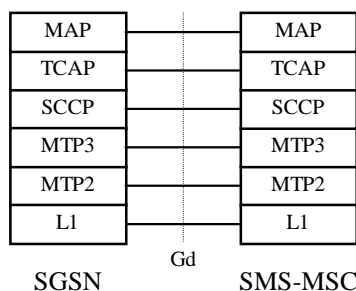 MAP MAP
TCAP TCAP
SCCP SCCP
MTP3 MTP3
MTP2 MTP2
L1 L1
Gd
SGSN SMS-MSC